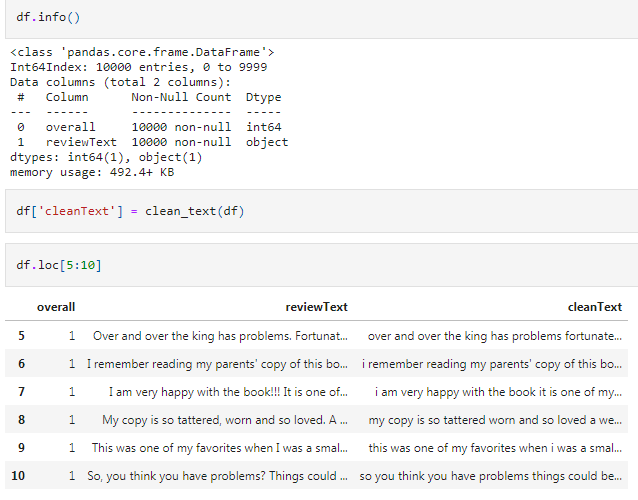 df.info()
<class 'pandas.core.frame.DataFrame'>
Int64Index: 10000 entries, 0 to 9999
Data columns (total 2 columns):
#   Column      Non-Null Count  Dtype
---  ------      --------------  -----
0   overall     10000 non-null  int64
1   reviewText  10000 non-null  object
dtypes: int64(1), object(1)
memory usage: 492.4+ KB
df['cleanText'] = clean_text(df)
df.loc[5:10]
overall reviewText cleanText
5 1 Over and over the king has problems. Fortunat... over and over the king has problems fortunate...
6 1 I remember reading my parents' copy of this bo... i remember reading my parents' copy of this bo...
7 1 I am very happy with the book!!! It is one of... i am very happy with the book it is one of my...
8 1 My copy is so tattered, worn and so loved. A ... my copy is so tattered worn and so loved a we...
9 1 This was one of my favorites when I was a smal... this was one of my favorites when i was a smal...
10 1 So, you think you have problems? Things could ... so you think you have problems things could be...